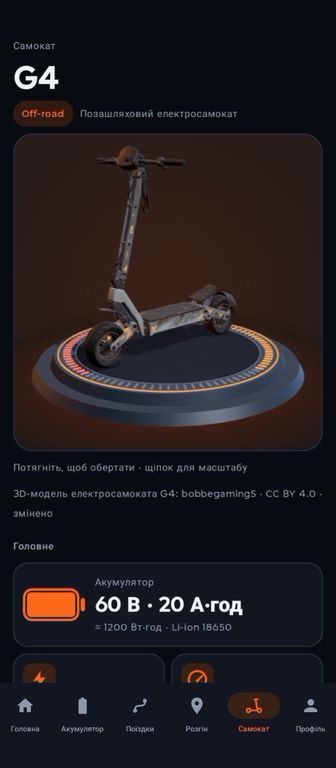 Самокат
G4
Off-road
Позашляховий електросамокат
Потягніть, щоб обертати · щіпок для масштабу
3D-модель електросамоката G4: bobbegaming5 · CC BY 4.0 ·
змінено
Головне
Акумулятор
60 В · 20 А·год
≈ 1200 Вт·год · Li-ion 18650
Головна
Акумулятор
Поїздки
Розгін
Самокат
Профіль